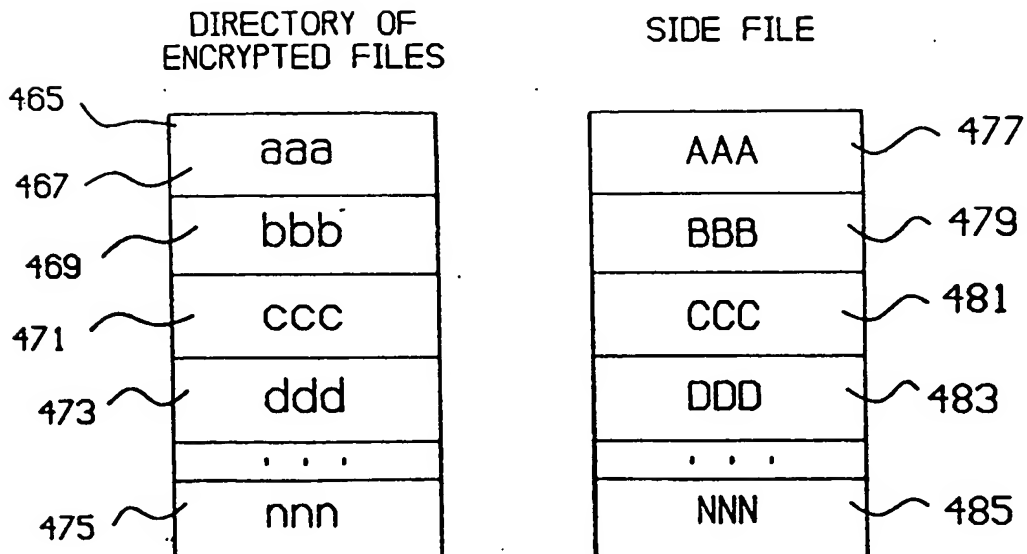 DIRECTORY OF
ENCRYPTED FILES
465
467
aaa
469
bbb
471
ccc
473
ddd
. . .
475
nnn
SIDE FILE
AAA
477
BBB
479
CCC
481
DDD
483
. . .
NNN
485